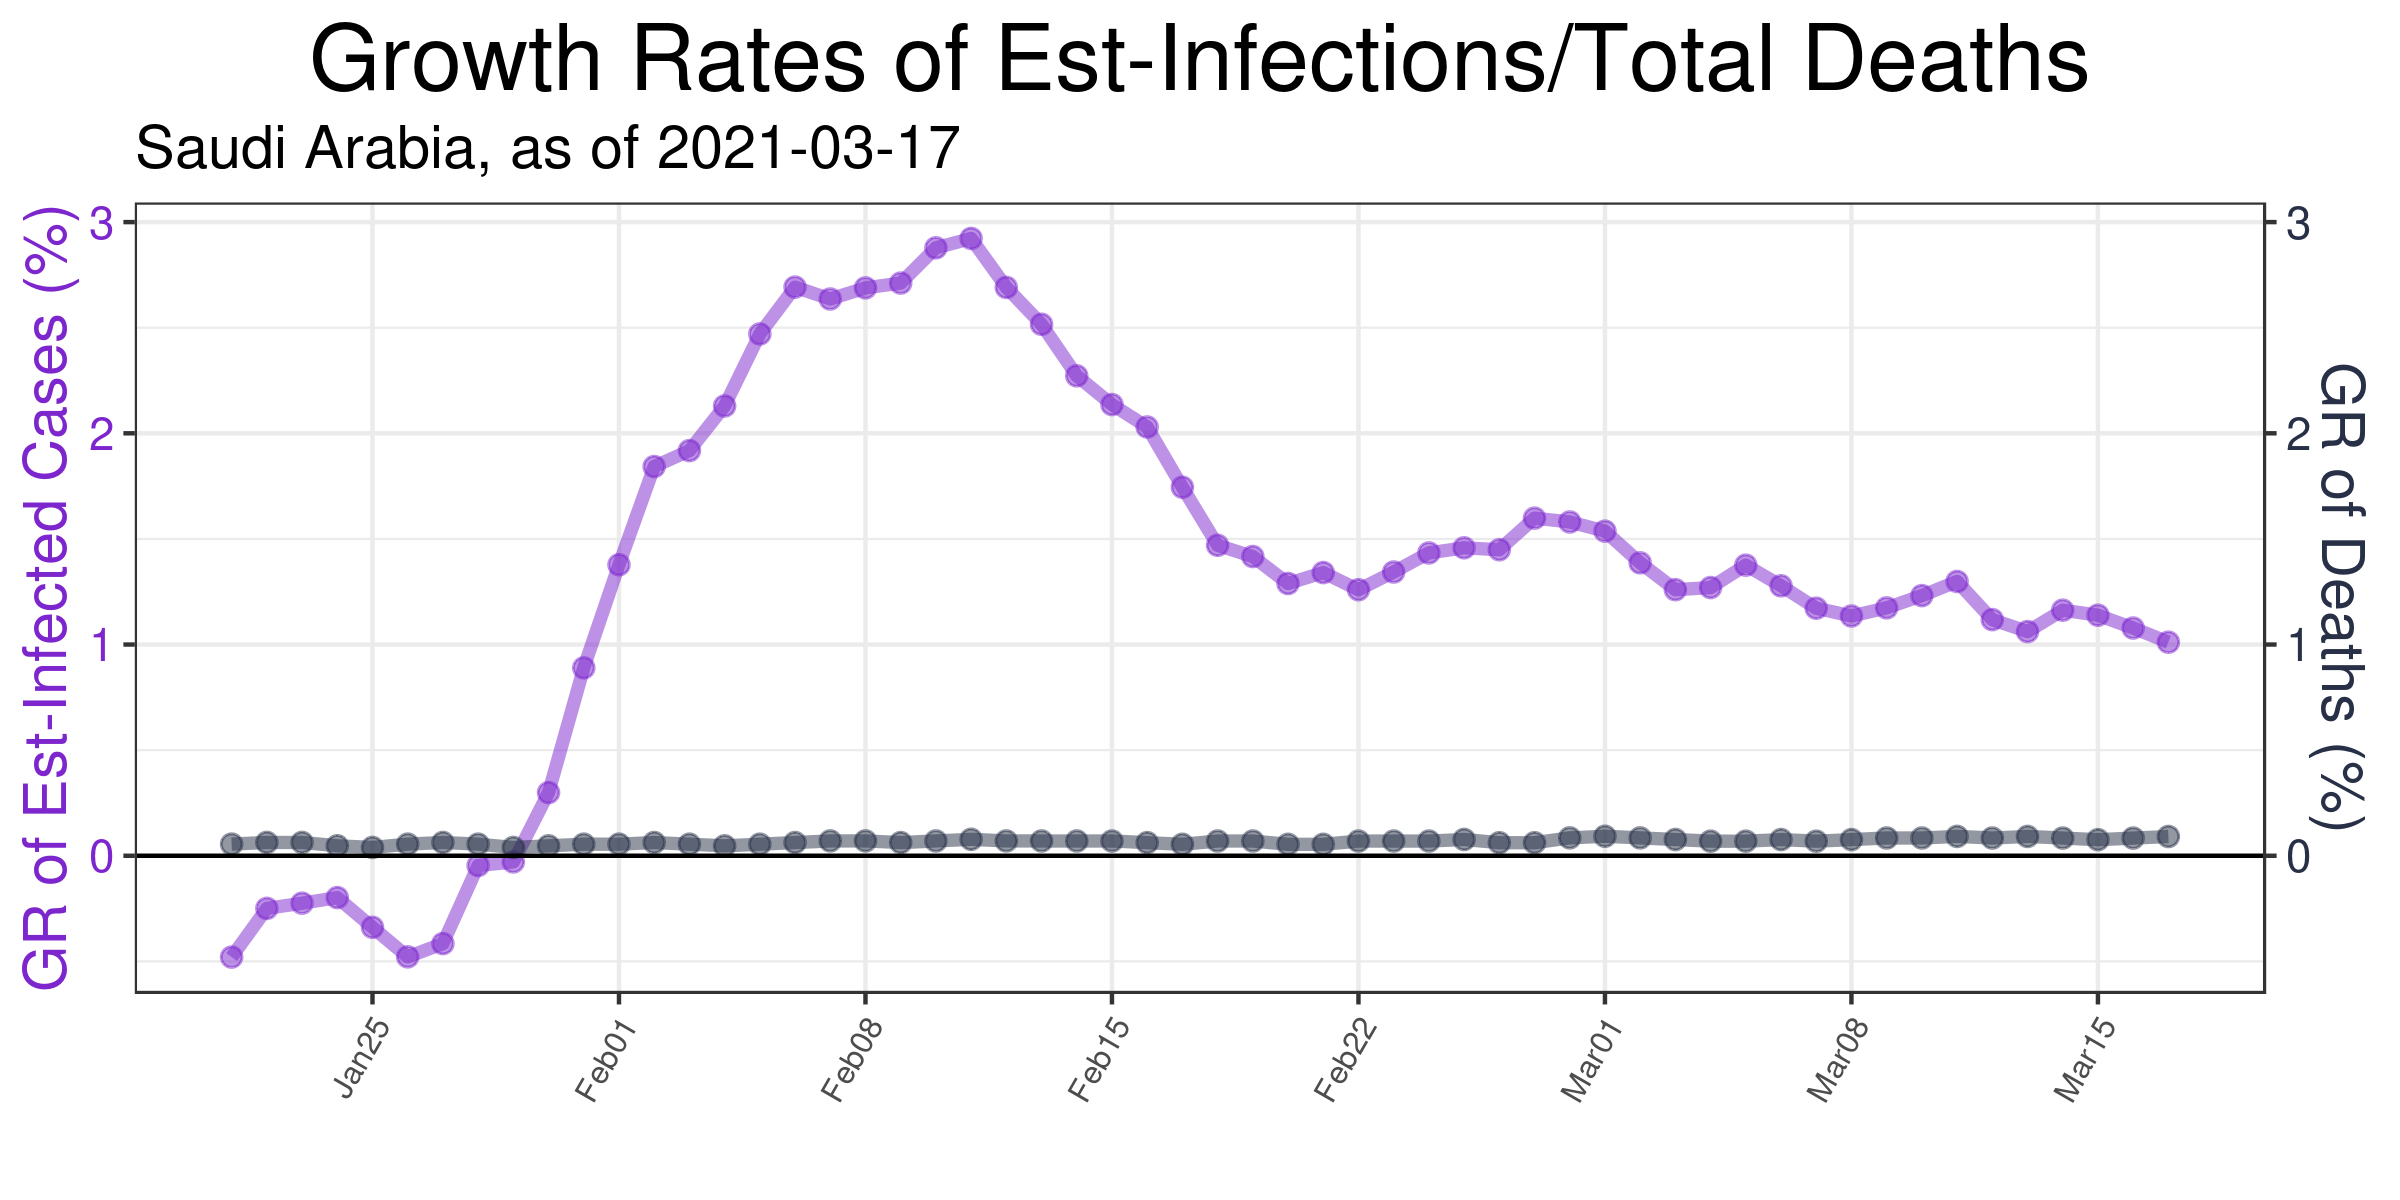 Growth Rates of Est-Infections/Total Deaths
Saudi Arabia, as of 2021-03-17
GR of Est-Infected Cases (%)
3
2
1
0
3
2
1
0
GR of Deaths (%)
Jan25
Feb01
Feb08
Feb15
Feb22
Mar01
Mar08
Mar15